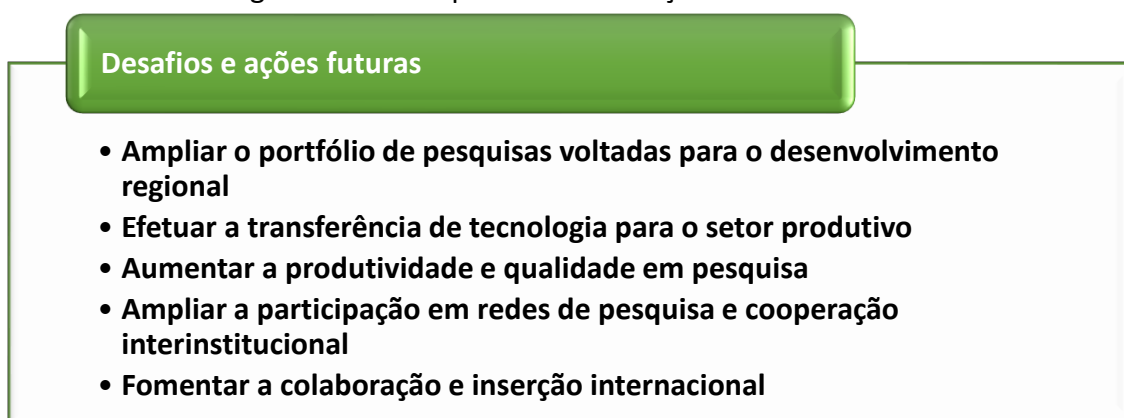 Desafios e ações futuras
• Ampliar o portfólio de pesquisas voltadas para o desenvolvimento
regional
• Efetuar a transferência de tecnologia para o setor produtivo
• Aumentar a produtividade e qualidade em pesquisa
• Ampliar a participação em redes de pesquisa e cooperação
interinstitucional
• Fomentar a colaboração e inserção internacional